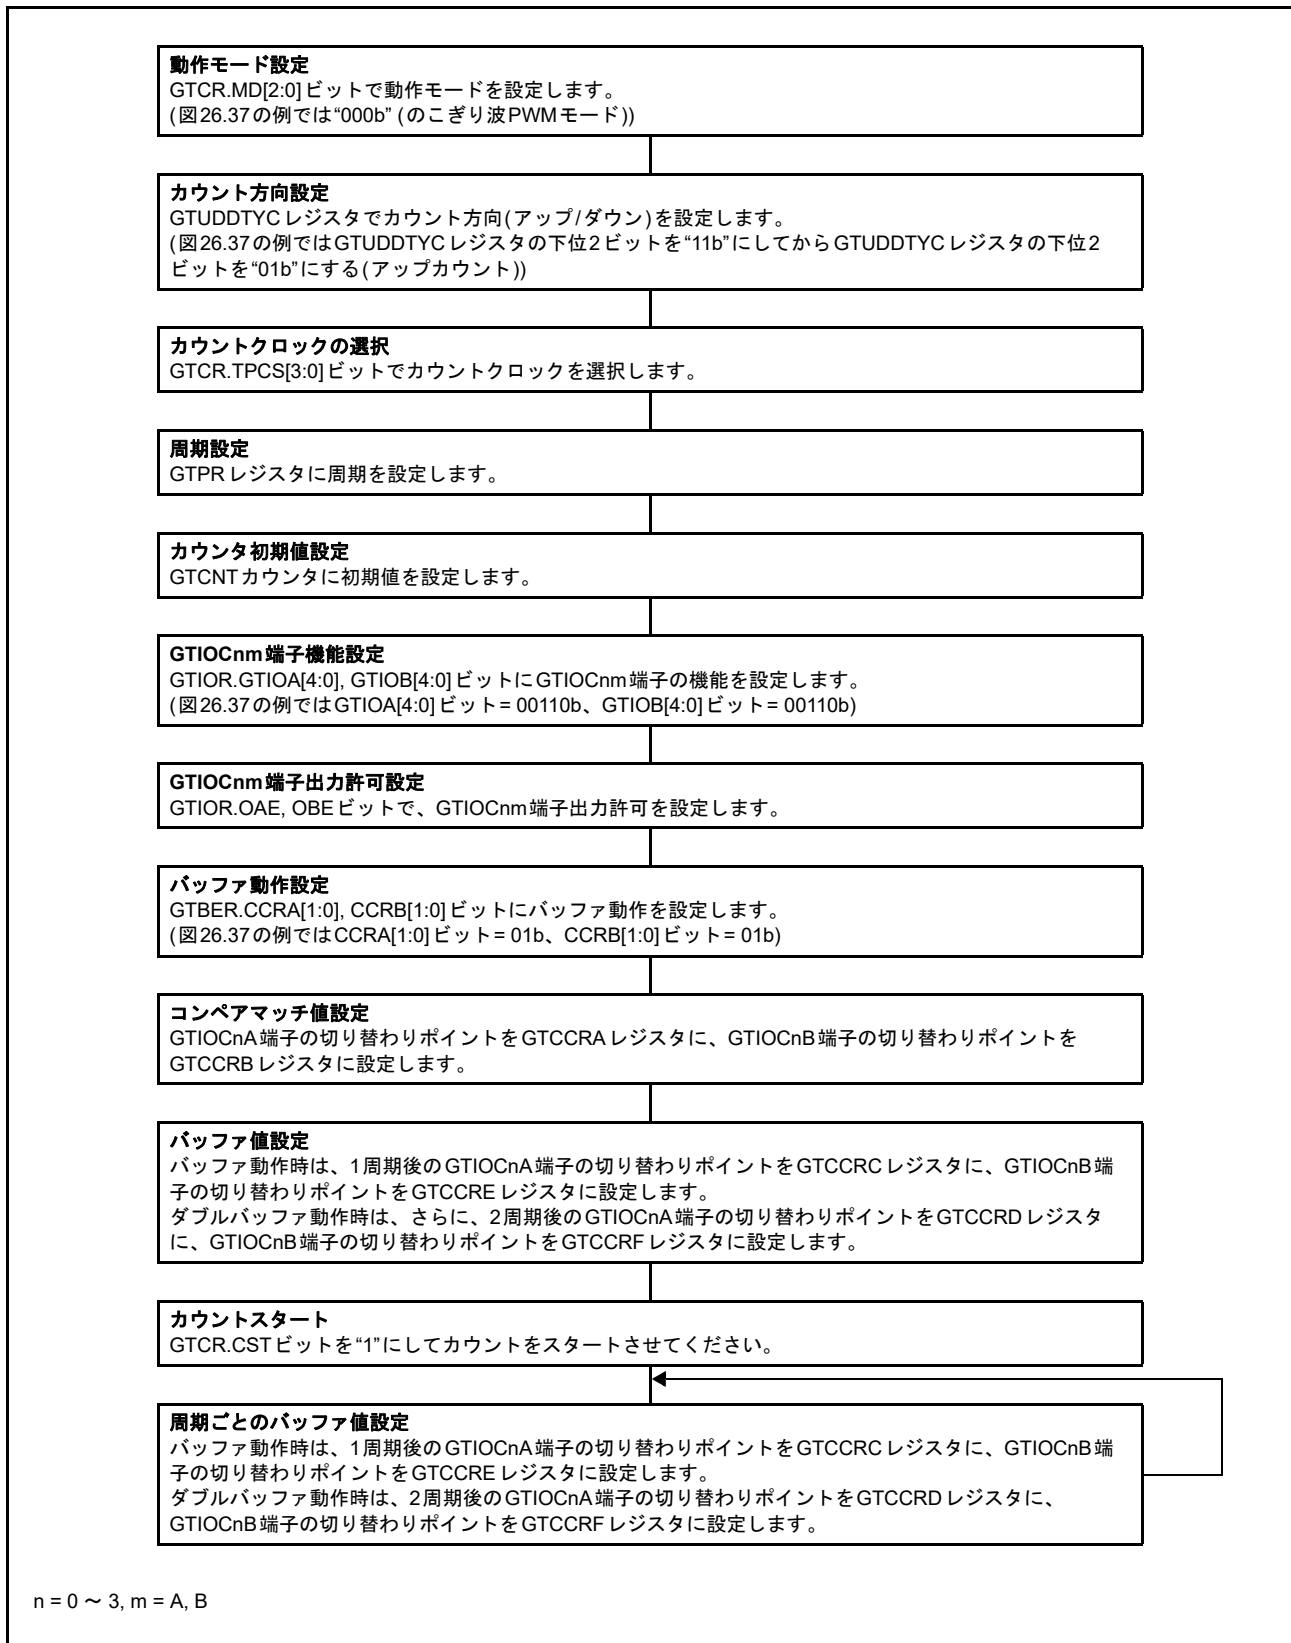 動作モード設定
GTCR.MD[2:0]ビットで動作モードを設定します。
(図26.37の例では“000b” (のこぎり波PWMモード))
カウント方向設定
GTUDDTYCレジスタでカウント方向(アップ/ダウン)を設定します。
(図26.37の例ではGTUDDTYCレジスタの下位2ビットを“11b”にしてからGTUDDTYCレジスタの下位2
ビットを“01b”にする(アップカウント))
カウントクロックの選択
GTCR.TPCS[3:0]ビットでカウントクロックを選択します。
周期設定
GTPRレジスタに周期を設定します。
カウンタ初期値設定
GTCNTカウンタに初期値を設定します。
GTIOCnm端子機能設定
GTIOR.GTIOA[4:0], GTIOB[4:0]ビットにGTIOCnm端子の機能を設定します。
(図26.37の例ではGTIOA[4:0]ビット= 00110b、GTIOB[4:0]ビット= 00110b)
GTIOCnm端子出力許可設定
GTIOR.OAE, OBEビットで、GTIOCnm端子出力許可を設定します。
バッファ動作設定
GTBER.CCRA[1:0], CCRB[1:0]ビットにバッファ動作を設定します。
(図26.37の例ではCCRA[1:0]ビット= 01b、CCRB[1:0]ビット= 01b)
コンペアマッチ値設定
GTIOCnA端子の切り替わりポイントをGTCCRAレジスタに、GTIOCnB端子の切り替わりポイントを
GTCCRBレジスタに設定します。
バッファ値設定
バッファ動作時は、1周期後のGTIOCnA端子の切り替わりポイントをGTCCRCレジスタに、GTIOCnB端
子の切り替わりポイントをGTCCREレジスタに設定します。
ダブルバッファ動作時は、さらに、2周期後のGTIOCnA端子の切り替わりポイントをGTCCRDレジスタ
に、GTIOCnB端子の切り替わりポイントをGTCCRFレジスタに設定します。
カウントスタート
GTCR.CSTビットを“1”にしてカウントをスタートさせてください。
周期ごとのバッファ値設定
バッファ動作時は、1周期後のGTIOCnA端子の切り替わりポイントをGTCCRCレジスタに、GTIOCnB端
子の切り替わりポイントをGTCCREレジスタに設定します。
ダブルバッファ動作時は、2周期後のGTIOCnA端子の切り替わりポイントをGTCCRDレジスタに、
GTIOCnB端子の切り替わりポイントをGTCCRFレジスタに設定します。
n = 0 ～ 3, m = A, B